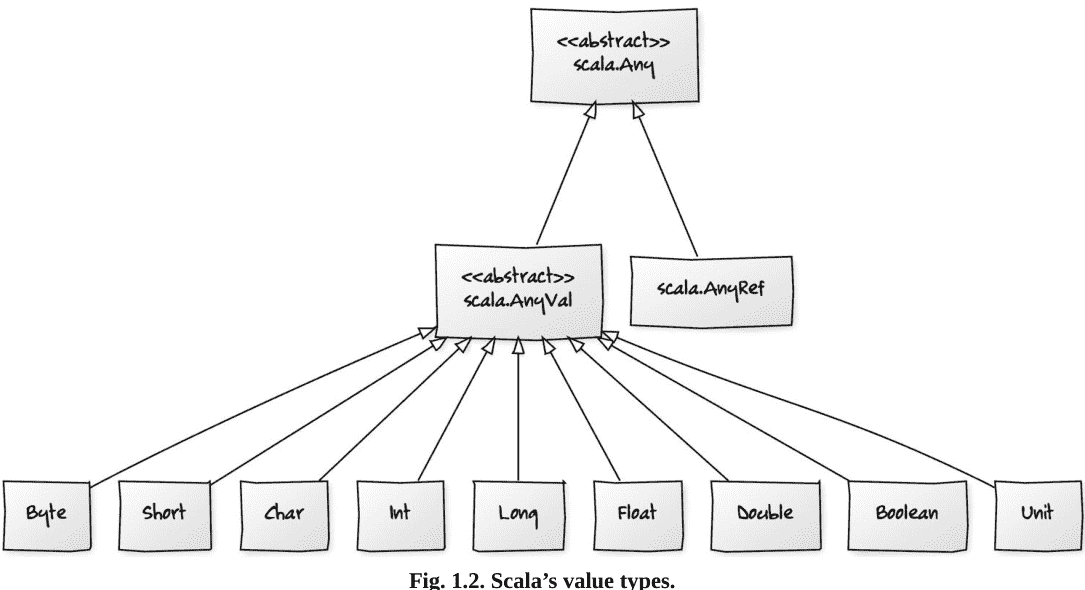 <<abstract>>
scala.Any
<<abstract>>
scala.AnyVal
scala.AnyRef
Byte
Short
Char
Int
Long
Float
Double
Boolean
Unit
Fig. 1.2. Scala’s value types.